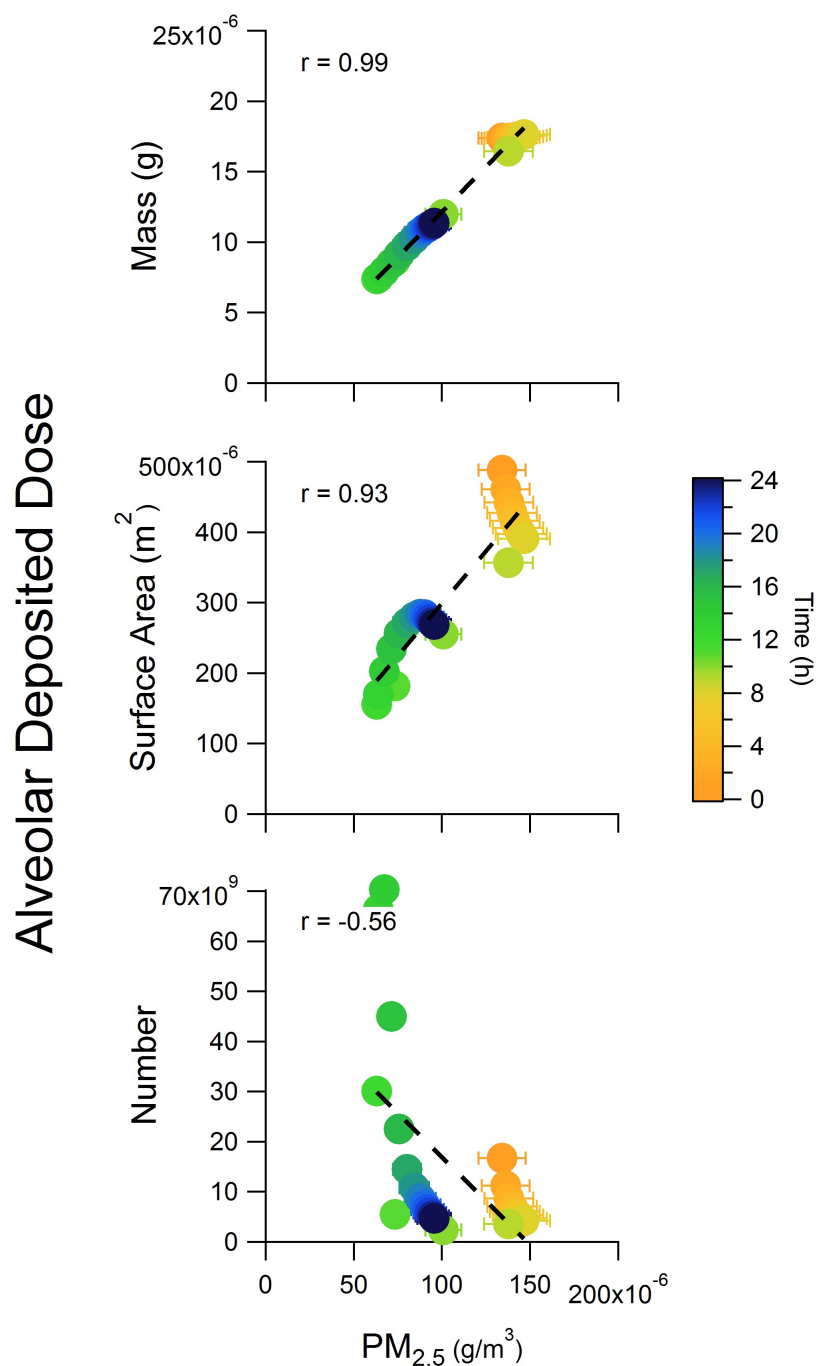 Alveolar Deposited Dose
Mass (g)
25x10⁻⁶
20
15
10
5
0
r = 0.99
Surface Area (m²)
500x10⁻⁶
400
300
200
100
0
r = 0.93
24
20
16
12
8
4
0
Time (h)
Number
70x10⁹
60
50
40
30
20
10
0
r = -0.56
0 50 100 150 200x10⁻⁶
PM₂.₅ (g/m³)